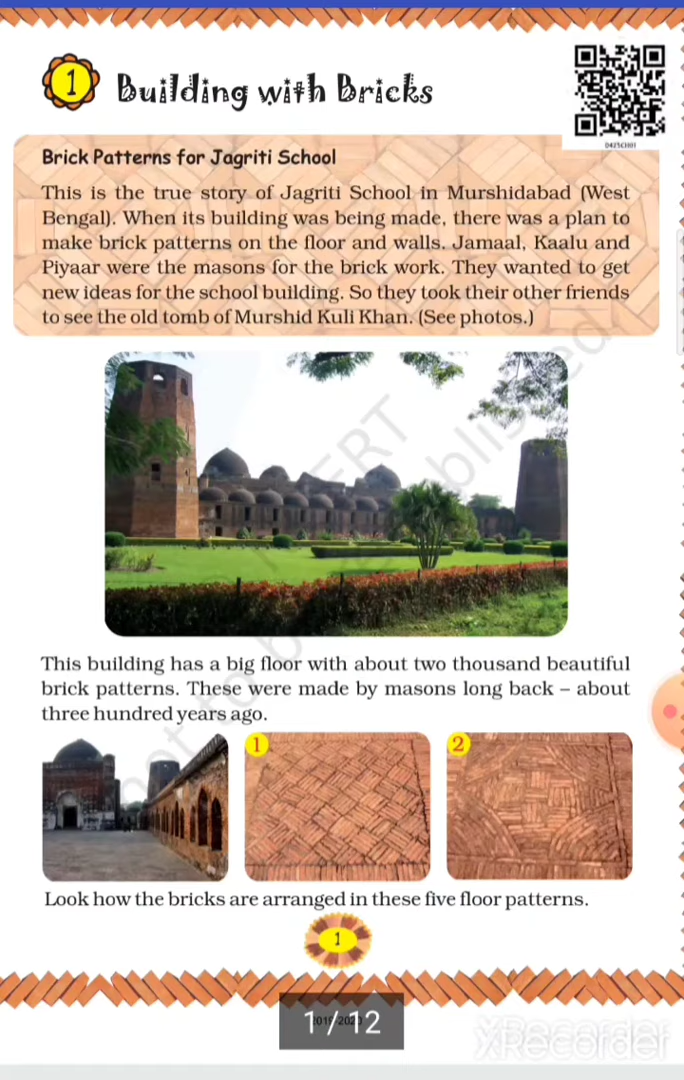 1
Building with Bricks
0425CH01
Brick Patterns for Jagriti School
This is the true story of Jagriti School in Murshidabad (West
Bengal). When its building was being made, there was a plan to
make brick patterns on the floor and walls. Jamaal, Kaalu and
Piyaar were the masons for the brick work. They wanted to get
new ideas for the school building. So they took their other friends
to see the old tomb of Murshid Kuli Khan. (See photos.)
This building has a big floor with about two thousand beautiful
brick patterns. These were made by masons long back – about
three hundred years ago.
1
2
Look how the bricks are arranged in these five floor patterns.
1
1 / 12
2019-2020
XRecorder